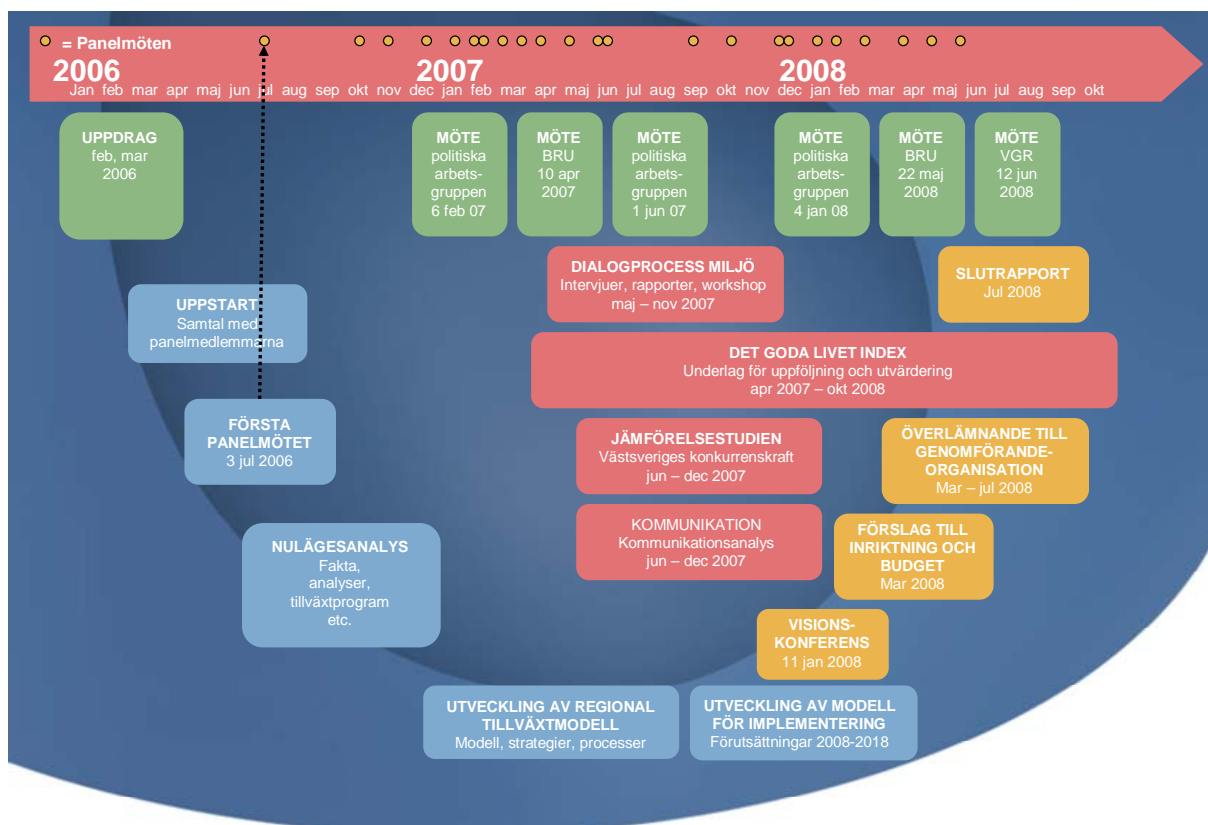 = Panelmöten
2006 2007 2008
Jan feb mar apr maj jun jul aug sep okt nov dec jan feb mar apr maj jun jul aug sep okt nov dec jan feb mar apr maj jun jul aug sep okt
UPPDRAG
feb, mar
2006
MÖTE
politiska
arbets-
gruppen
6 feb 07
MÖTE
BRU
10 apr
2007
MÖTE
politiska
arbets-
gruppen
1 jun 07
MÖTE
politiska
arbets-
gruppen
4 jan 08
MÖTE
BRU
22 maj
2008
MÖTE
VGR
12 jun
2008
DIALOGPROCESS MILJÖ
Intervjuer, rapporter, workshop
maj – nov 2007
SLUTRAPPORT
Jul 2008
UPPSTART
Samtal med
panelmedlemmarna
DET GODA LIVET INDEX
Underlag för uppföljning och utvärdering
apr 2007 – okt 2008
FÖRSTA
PANELMÖTET
3 jul 2006
JÄMFÖRELSESTUDIEN
Västsveriges konkurrenskraft
jun – dec 2007
ÖVERLÄMNANDE TILL
GENOMFÖRANDE-
ORGANISATION
Mar – jul 2008
KOMMUNIKATION
Kommunikationsanalys
jun – dec 2007
FÖRSLAG TILL
INRIKTNING OCH
BUDGET
Mar 2008
NULÄGESANALYS
Fakta,
analyser,
tillväxtprogram
etc.
VISIONS-
KONFERENS
11 jan 2008
UTVECKLING AV REGIONAL
TILLVÄXTMODELL
Modell, strategier, processer
UTVECKLING AV MODELL
FÖR IMPLEMENTERING
Förutsättningar 2008-2018